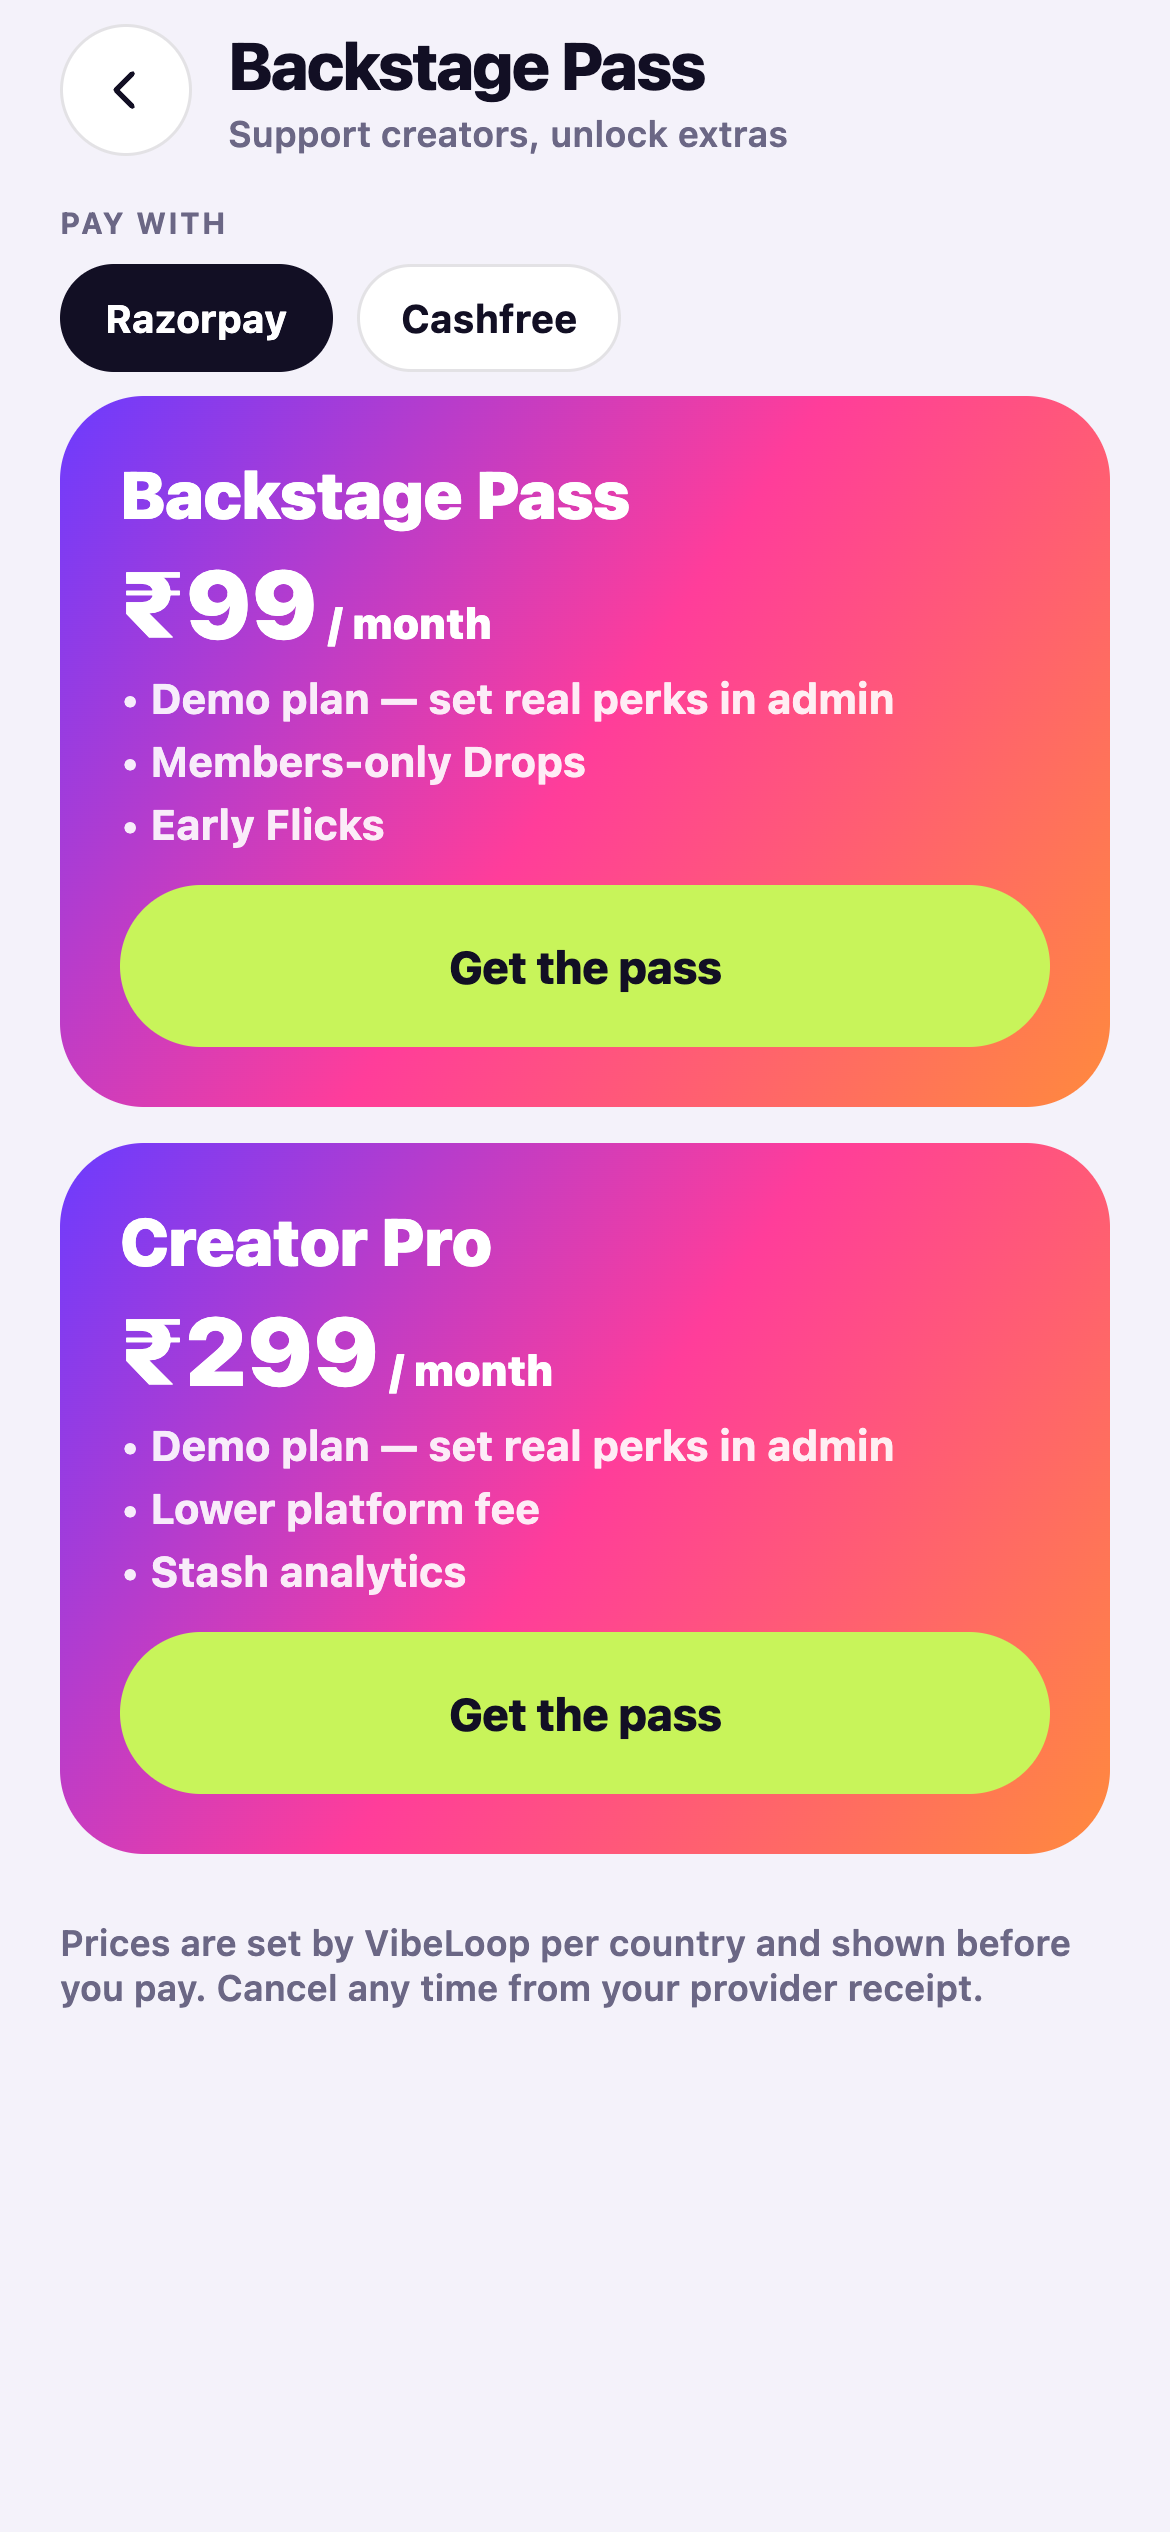 Backstage Pass
Support creators, unlock extras
PAY WITH
Razorpay
Cashfree
Backstage Pass
₹99 / month
• Demo plan — set real perks in admin
• Members-only Drops
• Early Flicks
Get the pass
Creator Pro
₹299 / month
• Demo plan — set real perks in admin
• Lower platform fee
• Stash analytics
Get the pass
Prices are set by VibeLoop per country and shown before
you pay. Cancel any time from your provider receipt.